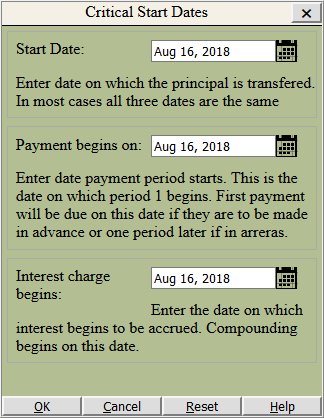 Critical Start Dates
Start Date:
Aug 16, 2018
Enter date on which the principal is transfered.
In most cases all three dates are the same
Payment begins on:
Aug 16, 2018
Enter date payment period starts. This is the
date on which period 1 begins. First payment
will be due on this date if they are to be made
in advance or one period later if in arreras.
Interest charge
begins:
Aug 16, 2018
Enter the date on which
interest begins to be accrued. Compounding
begins on this date.
OK Cancel Reset Help